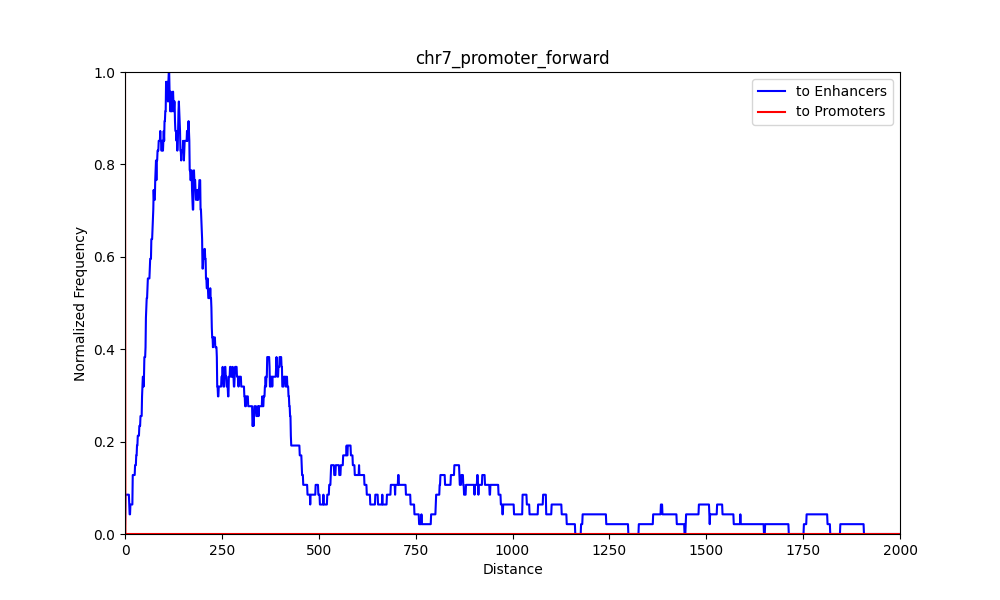 chr7_promoter_forward
to Enhancers
to Promoters
Normalized Frequency
1.0
0.8
0.6
0.4
0.2
0.0
0 250 500 750 1000 1250 1500 1750 2000
Distance